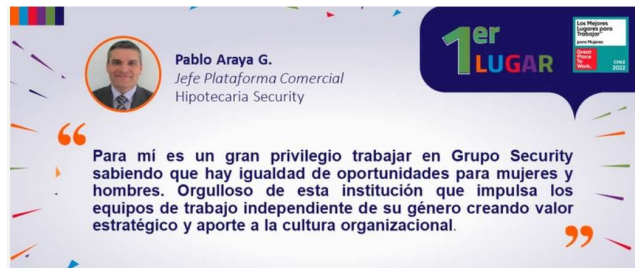 1er
LUGAR
Los Mejores
Lugares para
Trabajar
para Mujeres
Great
Place
To
Work.
CHILE
2022
Pablo Araya G.
Jefe Plataforma Comercial
Hipotecaria Security
“
Para mí es un gran privilegio trabajar en Grupo Security
sabiendo que hay igualdad de oportunidades para mujeres y
hombres. Orgulloso de esta institución que impulsa los
equipos de trabajo independiente de su género creando valor
estratégico y aporte a la cultura organizacional.
”